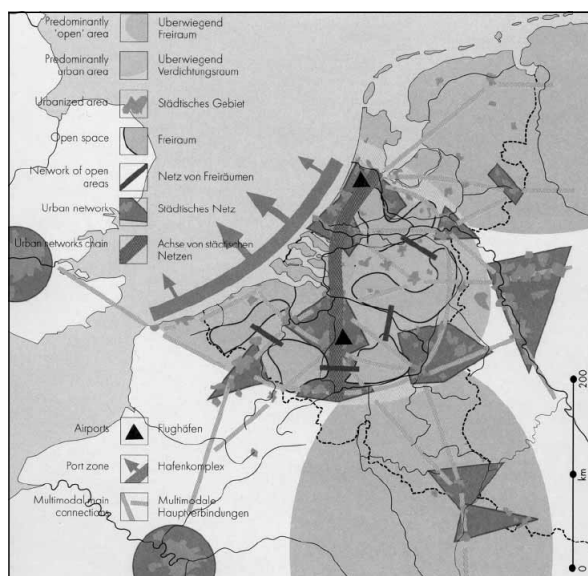 Predominantly
'open' area
Überwiegend
Freiraum
Predominantly
urban area
Überwiegend
Verdichtungsraum
Urbanized area
Städtisches Gebiet
Open space
Freiraum
Network of open
areas
Netz von Freiräumen
Urban network
Städtisches Netz
Urban networks chain
Achse von städtischen
Netzen
Airports
Flughäfen
Port zone
Hafenkomplex
Multimodal main
connections
Multimodale
Hauptverbindungen
200
km
0